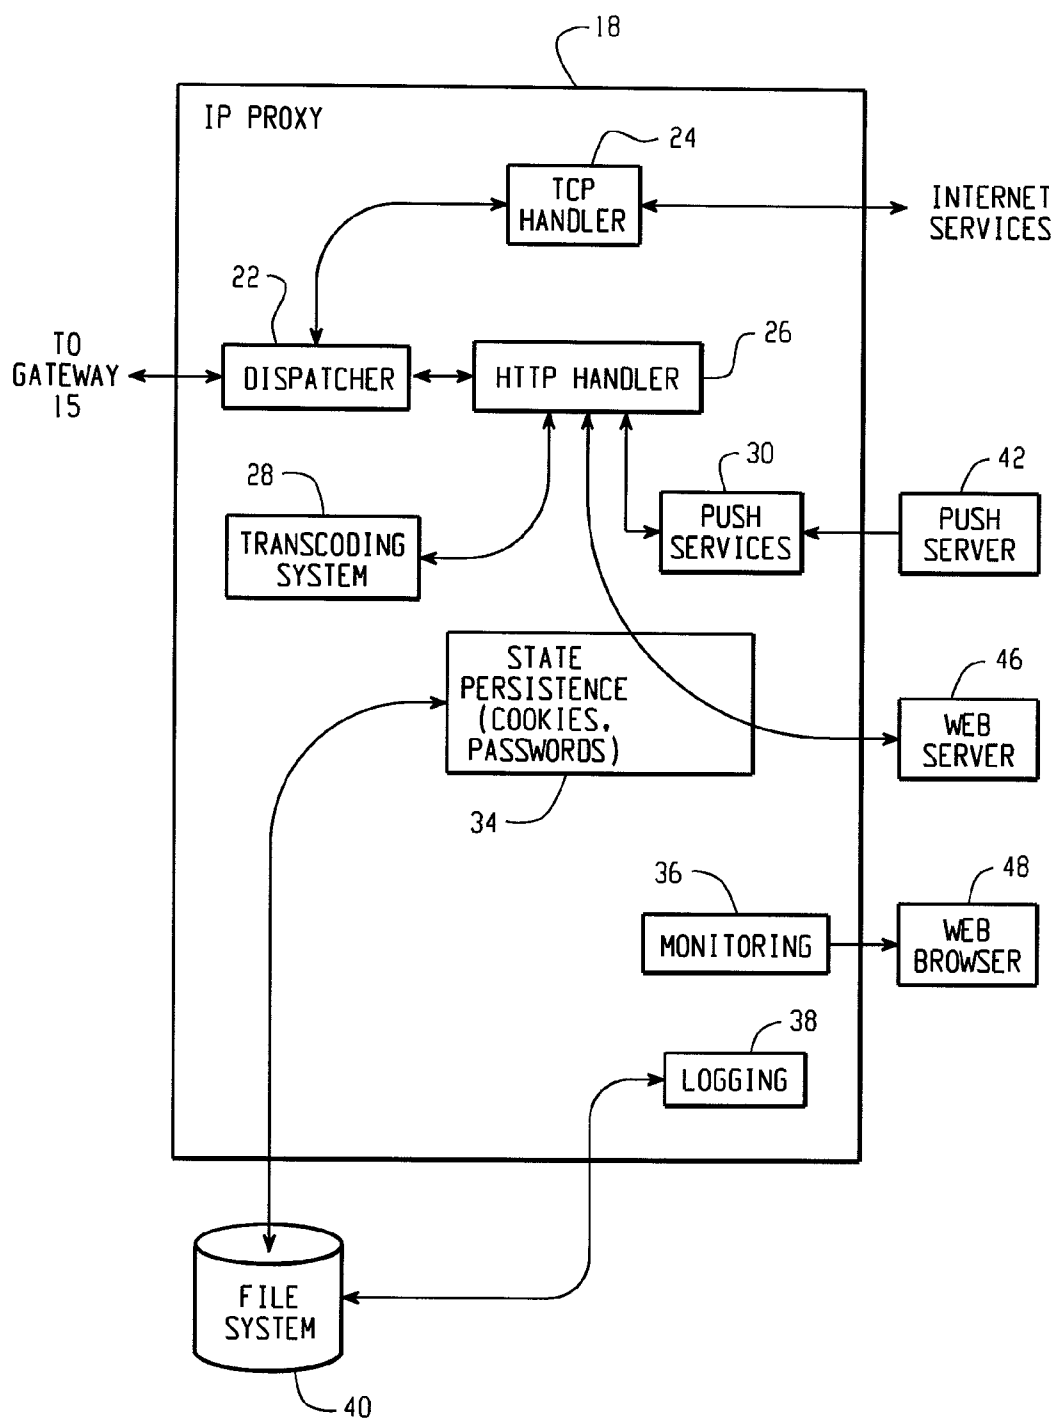 18
IP PROXY
24
TCP
HANDLER
INTERNET
SERVICES
22
TO
GATEWAY
15
DISPATCHER
HTTP HANDLER
26
28
TRANSCODING
SYSTEM
30
PUSH
SERVICES
42
PUSH
SERVER
STATE
PERSISTENCE
(COOKIES,
PASSWORDS)
34
46
WEB
SERVER
36
MONITORING
48
WEB
BROWSER
38
LOGGING
FILE
SYSTEM
40